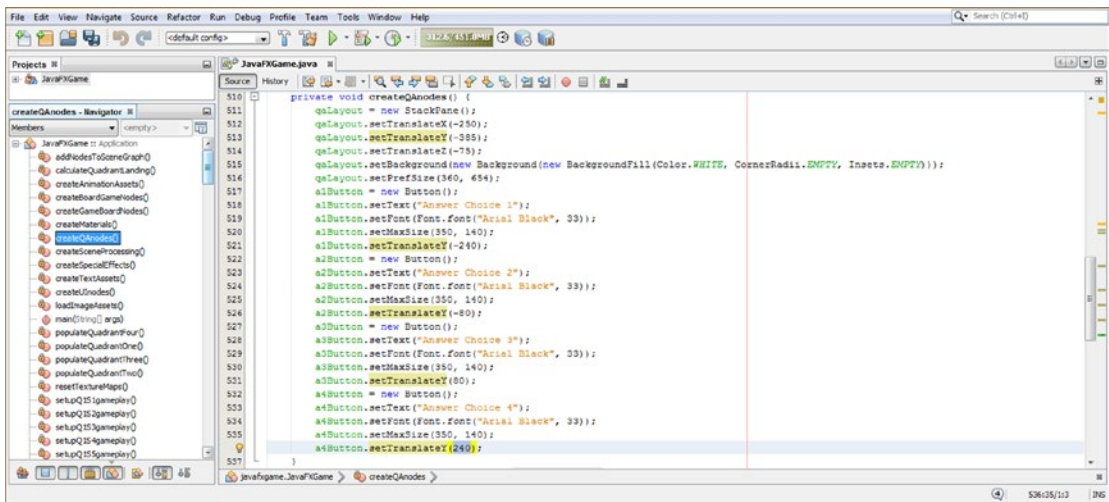 File Edit View Navigate Source Refactor Run Debug Profile Team Tools Window Help
Search (Ctrl+I)
<default config>
Projects
JavaFXGame
createQAnodes - Navigator
Members
<empty>
JavaFXGame :: Application
addNodesToSceneGraph()
calculateQuadrantLanding()
createAnimationAssets()
createBoardGameNodes()
createGameBoardNodes()
createMaterials()
createQAnodes()
createSceneProcessing()
createSpecialEffects()
createTextAssets()
createUInodes()
loadImageAssets()
main(String[] args)
populateQuadrantFour()
populateQuadrantOne()
populateQuadrantThree()
populateQuadrantTwo()
resetTextureMaps()
setupQ1S1gameplay()
setupQ1S2gameplay()
setupQ1S3gameplay()
setupQ1S4gameplay()
setupQ1S5gameplay()
JavaFXGame.java
Source History
510 private void createQAnodes() {
511 qaLayout = new StackPane();
512 qaLayout.setTranslateX(-250);
513 qaLayout.setTranslateY(-385);
514 qaLayout.setTranslateZ(-75);
515 qaLayout.setBackground(new Background(new BackgroundFill(Color.WHITE, CornerRadii.EMPTY, Insets.EMPTY)));
516 qaLayout.setPrefSize(360, 654);
517 a1Button = new Button();
518 a1Button.setText("Answer Choice 1");
519 a1Button.setFont(Font.font("Arial Black", 33));
520 a1Button.setMaxSize(350, 140);
521 a1Button.setTranslateY(-240);
522 a2Button = new Button();
523 a2Button.setText("Answer Choice 2");
524 a2Button.setFont(Font.font("Arial Black", 33));
525 a2Button.setMaxSize(350, 140);
526 a2Button.setTranslateY(-80);
527 a3Button = new Button();
528 a3Button.setText("Answer Choice 3");
529 a3Button.setFont(Font.font("Arial Black", 33));
530 a3Button.setMaxSize(350, 140);
531 a3Button.setTranslateY(80);
532 a4Button = new Button();
533 a4Button.setText("Answer Choice 4");
534 a4Button.setFont(Font.font("Arial Black", 33));
535 a4Button.setMaxSize(350, 140);
a4Button.setTranslateY(240);
537 }
javafxgame.JavaFXGame createQAnodes
536:35/1:3 INS